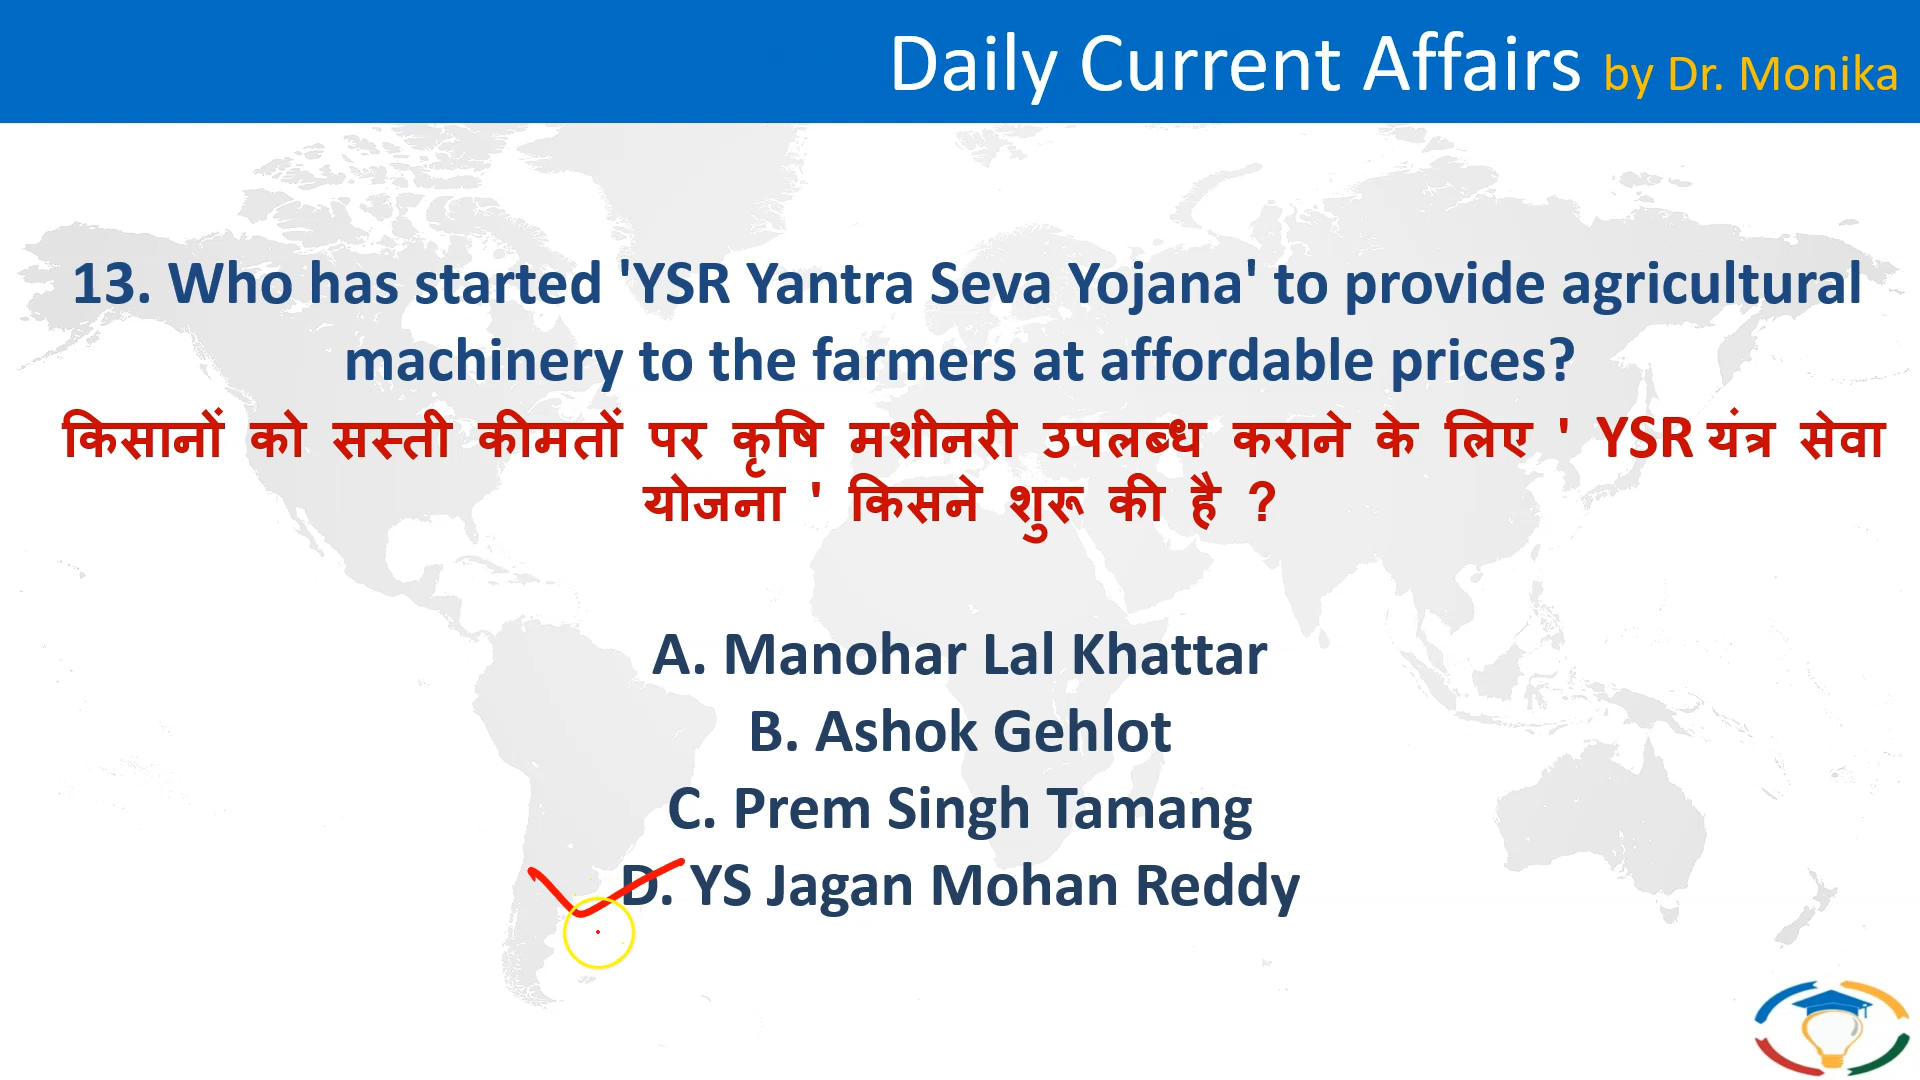 Daily Current Affairs by Dr. Monika
13. Who has started 'YSR Yantra Seva Yojana' to provide agricultural
machinery to the farmers at affordable prices?
किसानों को सस्ती कीमतों पर कृषि मशीनरी उपलब्ध कराने के लिए ' YSR यंत्र सेवा
योजना ' किसने शुरू की है ?
A. Manohar Lal Khattar
B. Ashok Gehlot
C. Prem Singh Tamang
D. YS Jagan Mohan Reddy